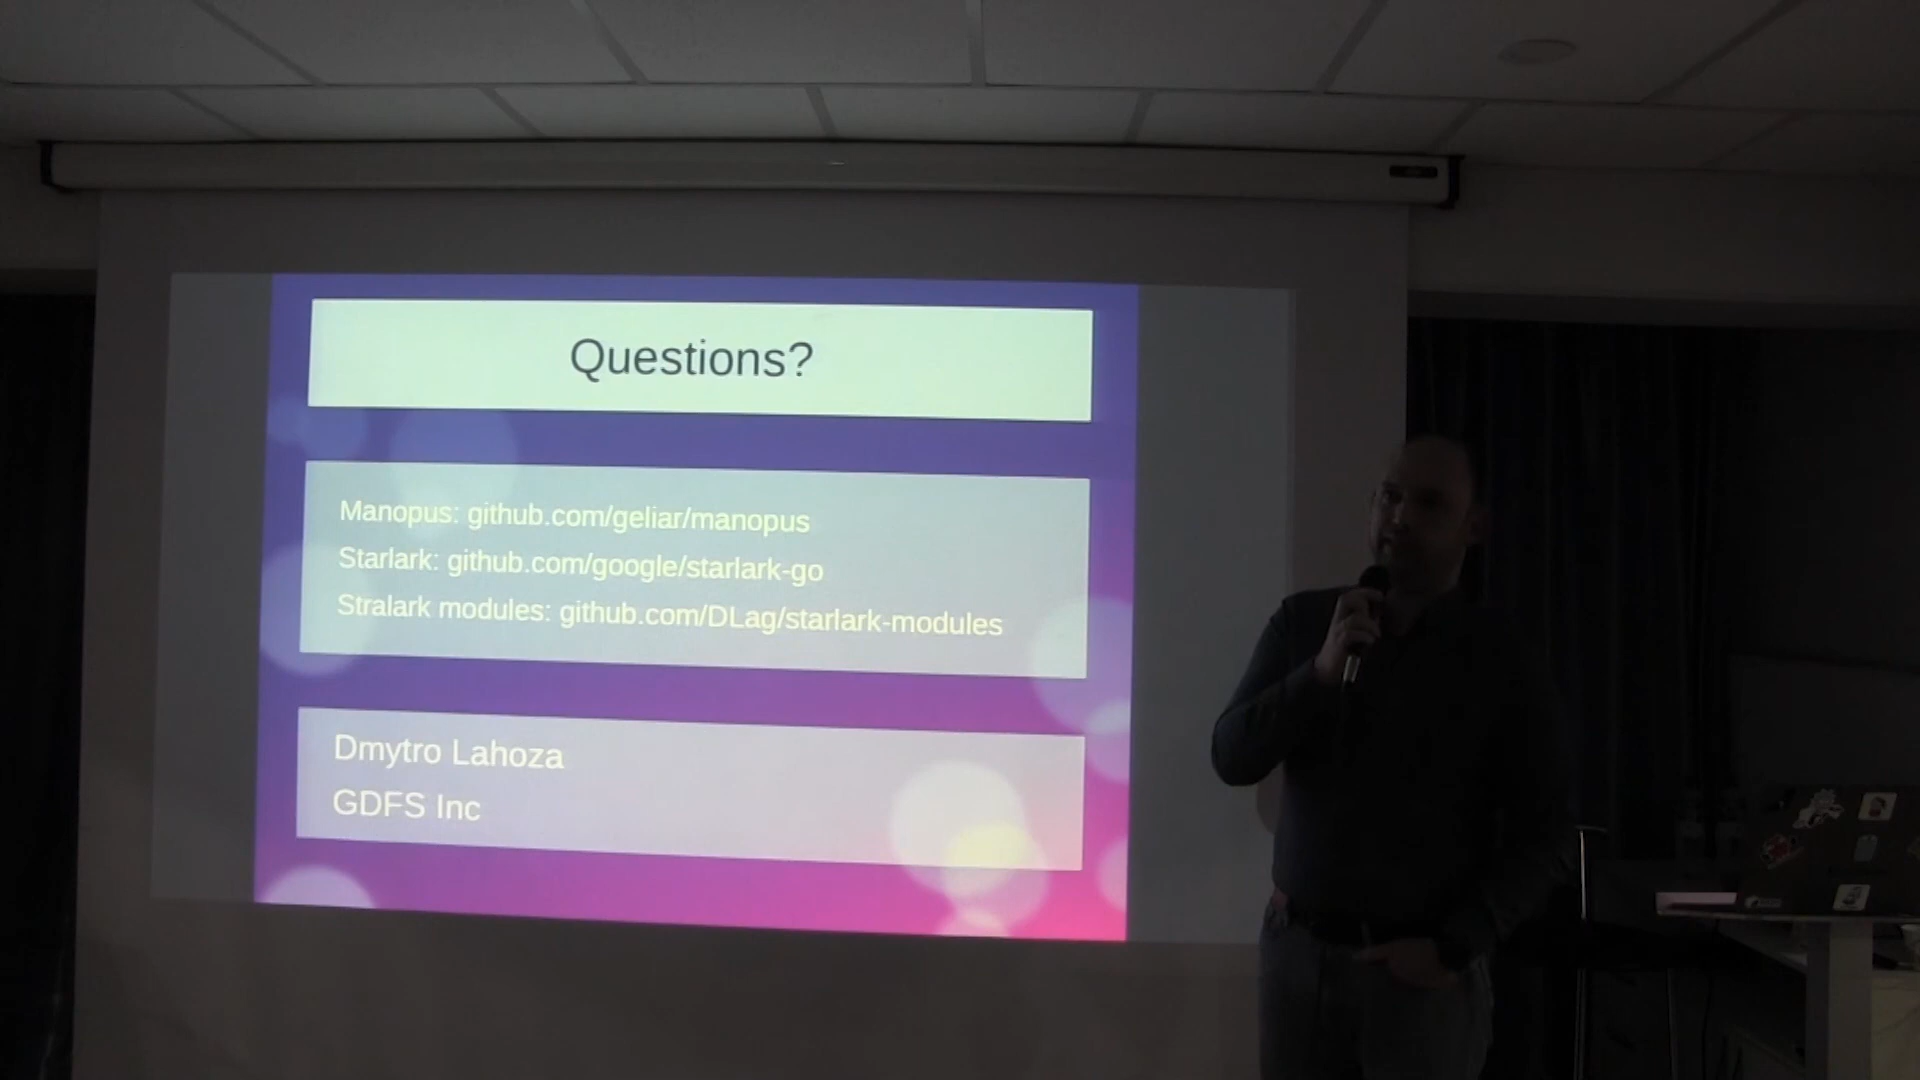 Questions?
Manopus: github.com/geliar/manopus
Starlark: github.com/google/starlark-go
Stralark modules: github.com/DLag/starlark-modules
Dmytro Lahoza
GDFS Inc